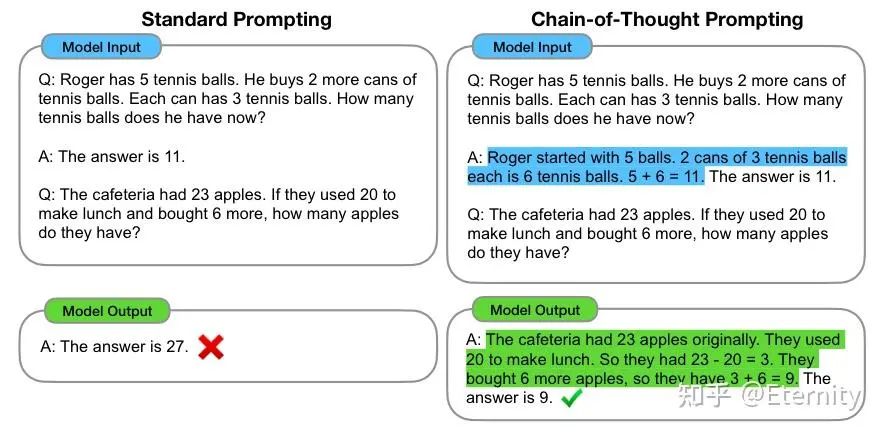 Standard Prompting
Model Input
Q: Roger has 5 tennis balls. He buys 2 more cans of
tennis balls. Each can has 3 tennis balls. How many
tennis balls does he have now?
A: The answer is 11.
Q: The cafeteria had 23 apples. If they used 20 to
make lunch and bought 6 more, how many apples
do they have?
Model Output
A: The answer is 27.
Chain-of-Thought Prompting
Model Input
Q: Roger has 5 tennis balls. He buys 2 more cans of
tennis balls. Each can has 3 tennis balls. How many
tennis balls does he have now?
A: Roger started with 5 balls. 2 cans of 3 tennis balls
each is 6 tennis balls. 5 + 6 = 11. The answer is 11.
Q: The cafeteria had 23 apples. If they used 20 to
make lunch and bought 6 more, how many apples
do they have?
Model Output
A: The cafeteria had 23 apples originally. They used
20 to make lunch. So they had 23 - 20 = 3. They
bought 6 more apples, so they have 3 + 6 = 9. The
answer is 9.
知乎 @Eternity